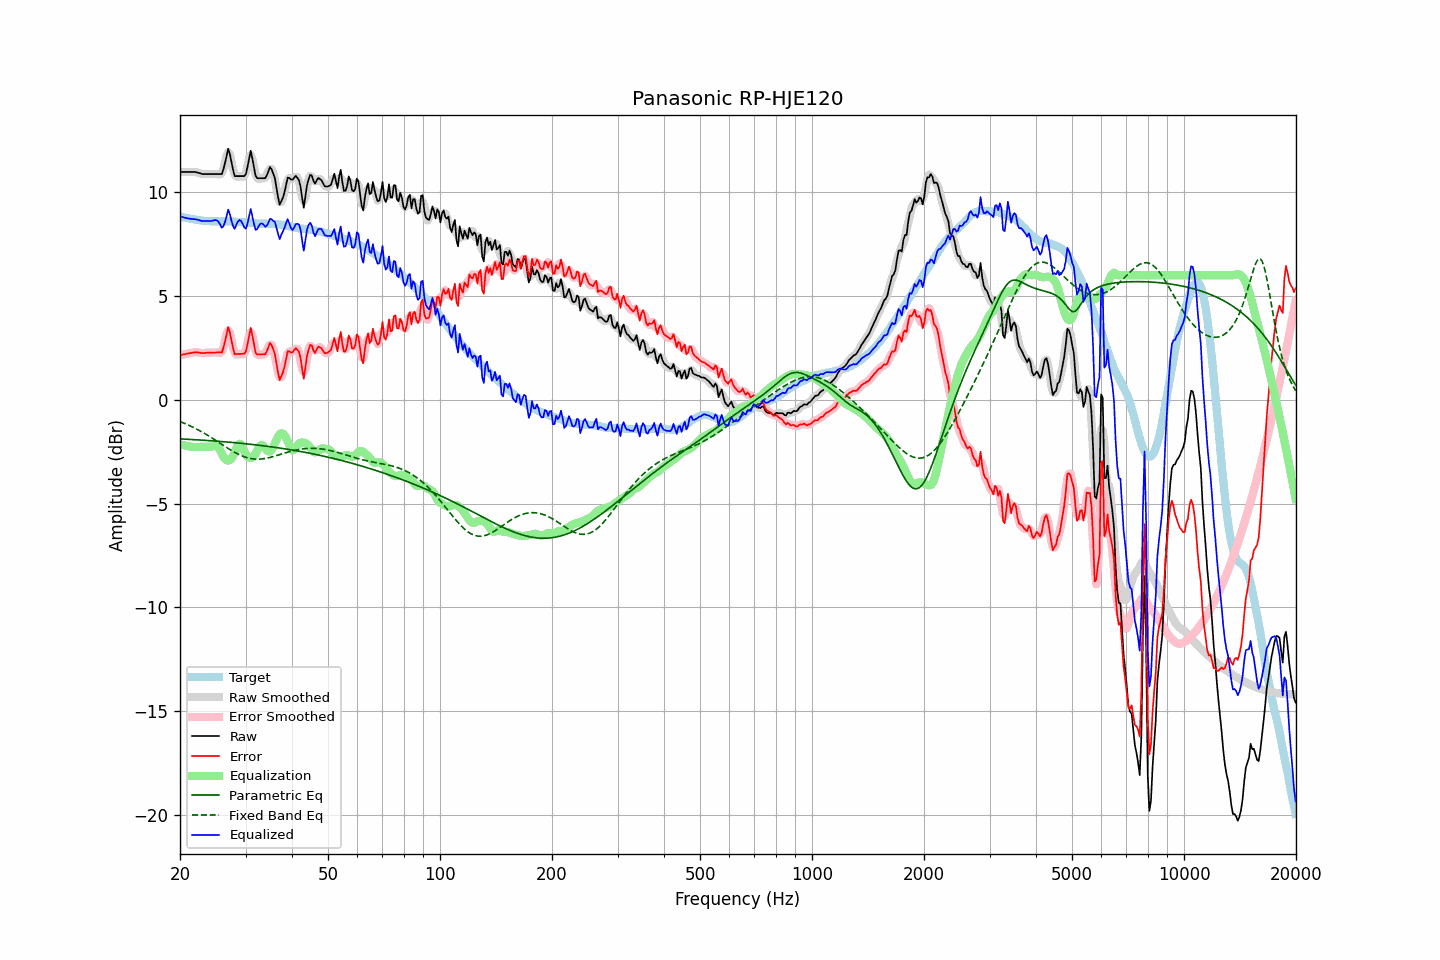 Panasonic RP-HJE120
Amplitude (dBr)
10
5
0
−5
−10
−15
−20
Target
Raw Smoothed
Error Smoothed
Raw
Error
Equalization
Parametric Eq
Fixed Band Eq
Equalized
20 50 100 200 500 1000 2000 5000 10000 20000
Frequency (Hz)